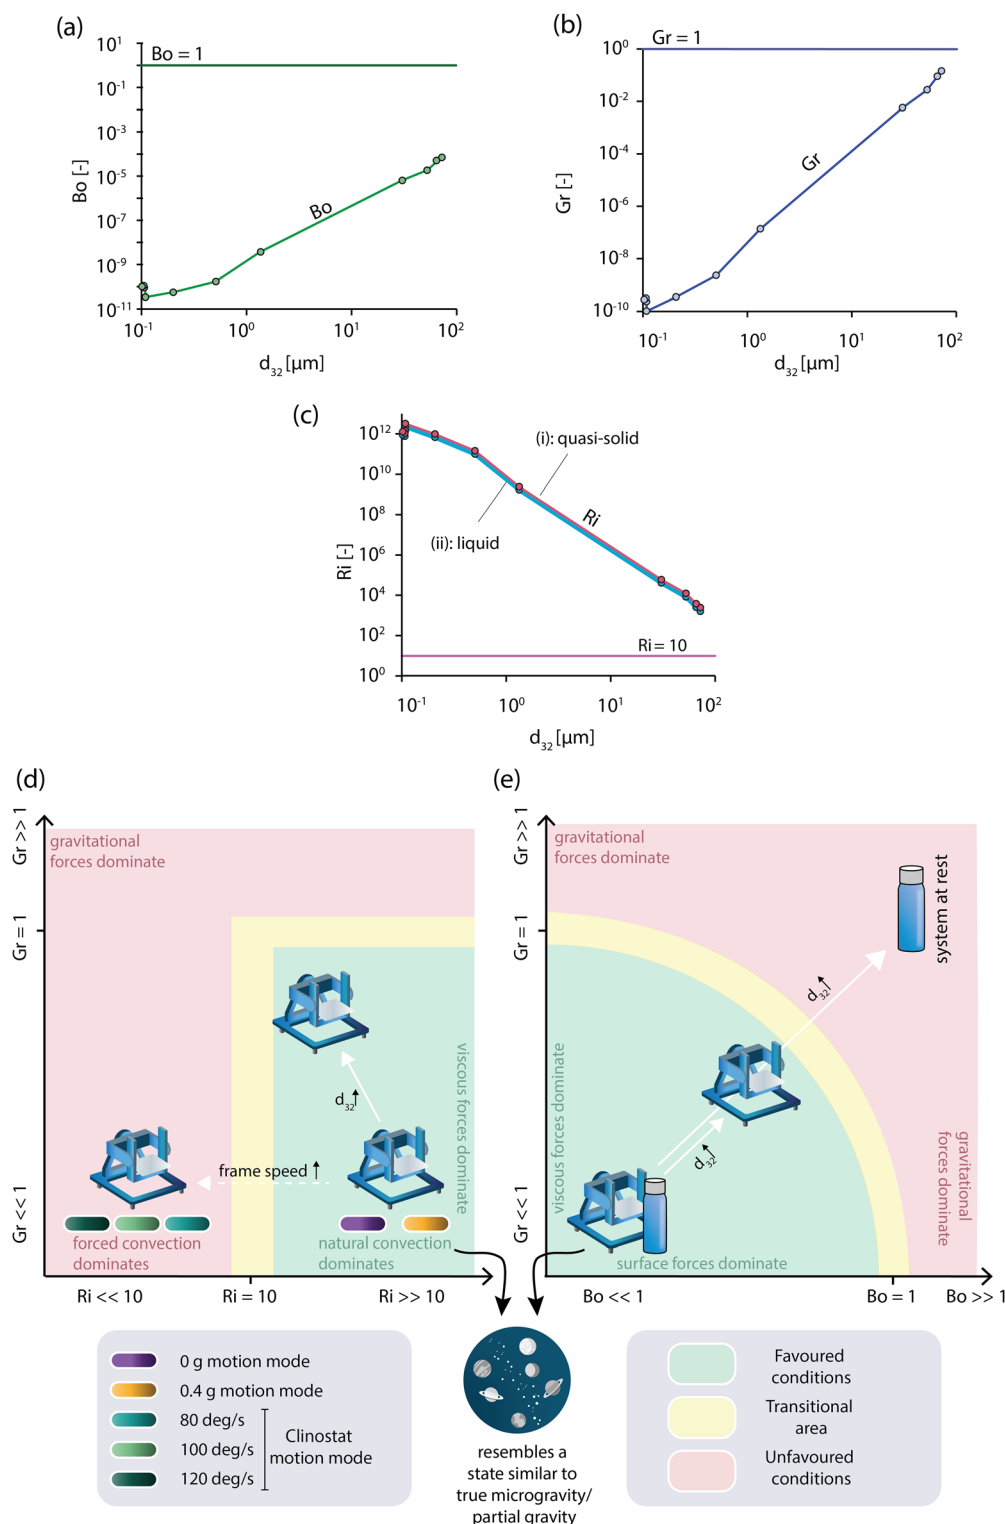 (a)
10¹
Bo = 1
10⁻¹
10⁻³
10⁻⁵
10⁻⁷
10⁻⁹
10⁻¹¹
Bo [-]
Bo
10⁻¹ 10⁰ 10¹ 10²
d₃₂ [µm]
(b)
10⁰
Gr = 1
10⁻²
10⁻⁴
10⁻⁶
10⁻⁸
10⁻¹⁰
Gr [-]
Gr
10⁻¹ 10⁰ 10¹ 10²
d₃₂ [µm]
(c)
10¹²
10¹⁰
10⁸
10⁶
10⁴
10²
10⁰
Ri [-]
(i): quasi-solid
Ri
(ii): liquid
Ri = 10
10⁻¹ 10⁰ 10¹ 10²
d₃₂ [µm]
(d)
Gr >> 1
Gr = 1
Gr << 1
gravitational
forces dominate
viscous forces dominate
d₃₂↑
frame speed ↑
forced convection
dominates
natural convection
dominates
Ri << 10
Ri = 10
Ri >> 10
(e)
Gr >> 1
Gr = 1
Gr << 1
gravitational
forces dominate
system at rest
d₃₂↑
viscous forces dominate
d₃₂↑
gravitational
forces dominate
surface forces dominate
Bo << 1
Bo = 1
Bo >> 1
0 g motion mode
0.4 g motion mode
80 deg/s
100 deg/s
120 deg/s
Clinostat
motion mode
resembles a
state similar to
true microgravity/
partial gravity
Favoured
conditions
Transitional
area
Unfavoured
conditions